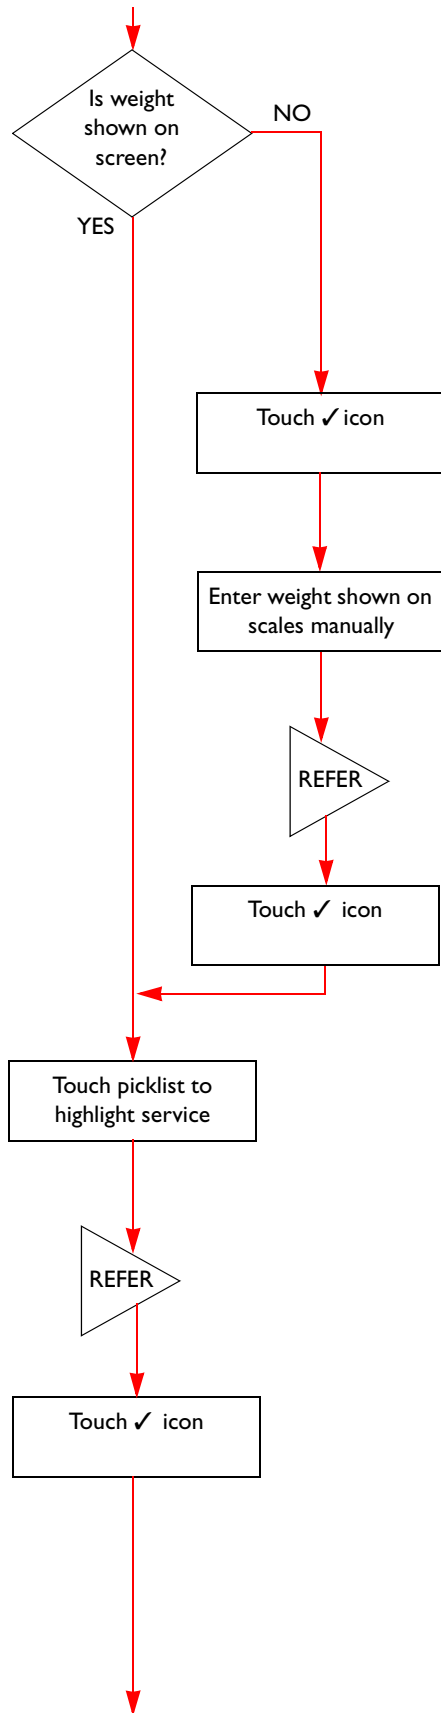 Is weight
shown on
screen?
NO
YES
Touch ✓ icon
Enter weight shown on
scales manually
REFER
Touch ✓ icon
Touch picklist to
highlight service
REFER
Touch ✓ icon